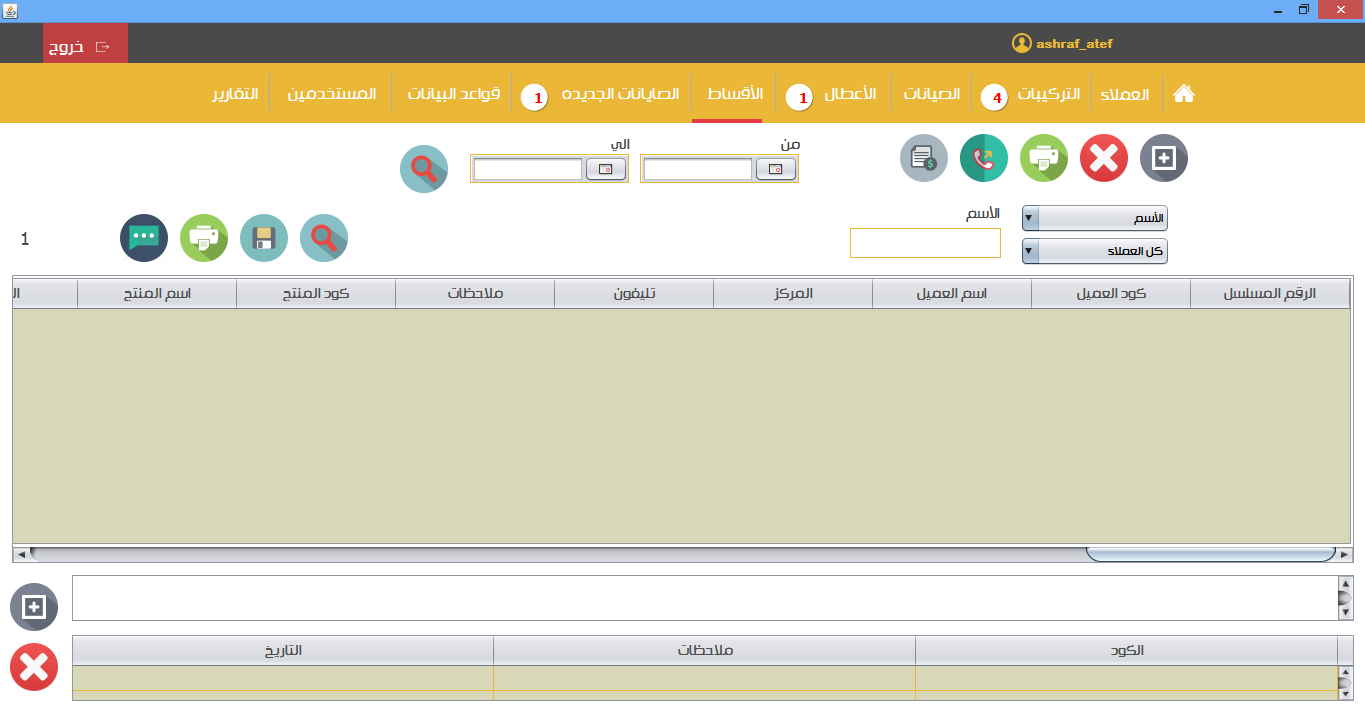 ashraf_atef
خروج
العملاء
التركيبات 4
الصيانات
الأعطال 1
الأقساط
الصايانات الجديده 1
قواعد البيانات
المستخدمين
التقارير
من
الي
الأسم
الأسم
كل العملاء
1
الرقم المسلسل
كود العميل
اسم العميل
المركز
تليفون
ملاحظات
كود المنتج
اسم المنتج
الكود
ملاحظات
التاريخ